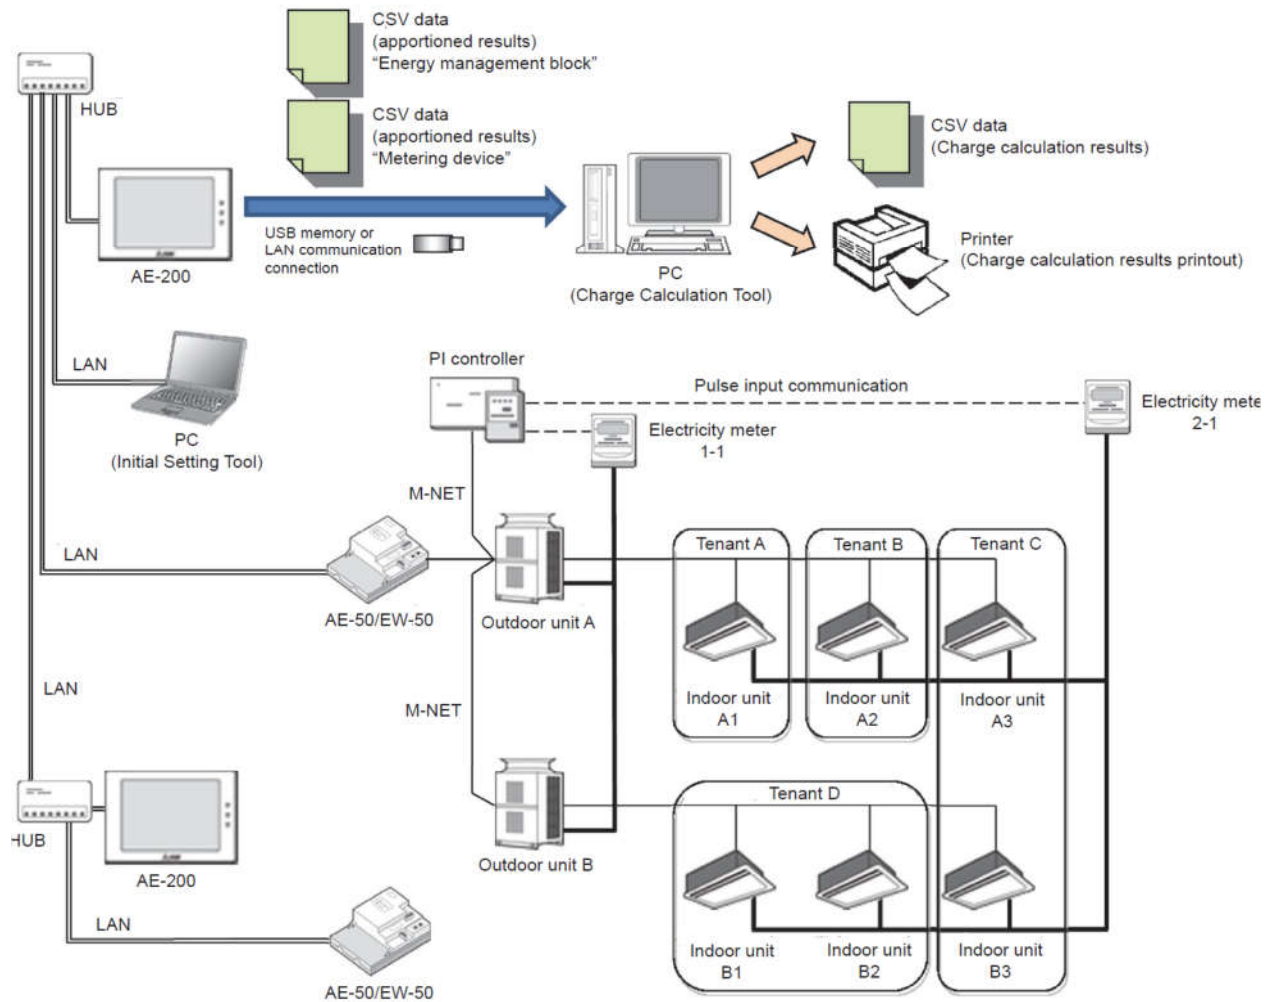 CSV data
(apportioned results)
“Energy management block”
HUB
CSV data
(apportioned results)
“Metering device”
CSV data
(Charge calculation results)
USB memory or
LAN communication
connection
AE-200
PC
(Charge Calculation Tool)
Printer
(Charge calculation results printout)
LAN
PC
(Initial Setting Tool)
PI controller
Pulse input communication
Electricity meter
1-1
Electricity mete
2-1
M-NET
LAN
AE-50/EW-50
Outdoor unit A
Tenant A
Tenant B
Tenant C
Indoor unit
A1
Indoor unit
A2
Indoor unit
A3
LAN
M-NET
HUB
AE-200
Outdoor unit B
Tenant D
LAN
AE-50/EW-50
Indoor unit
B1
Indoor unit
B2
Indoor unit
B3